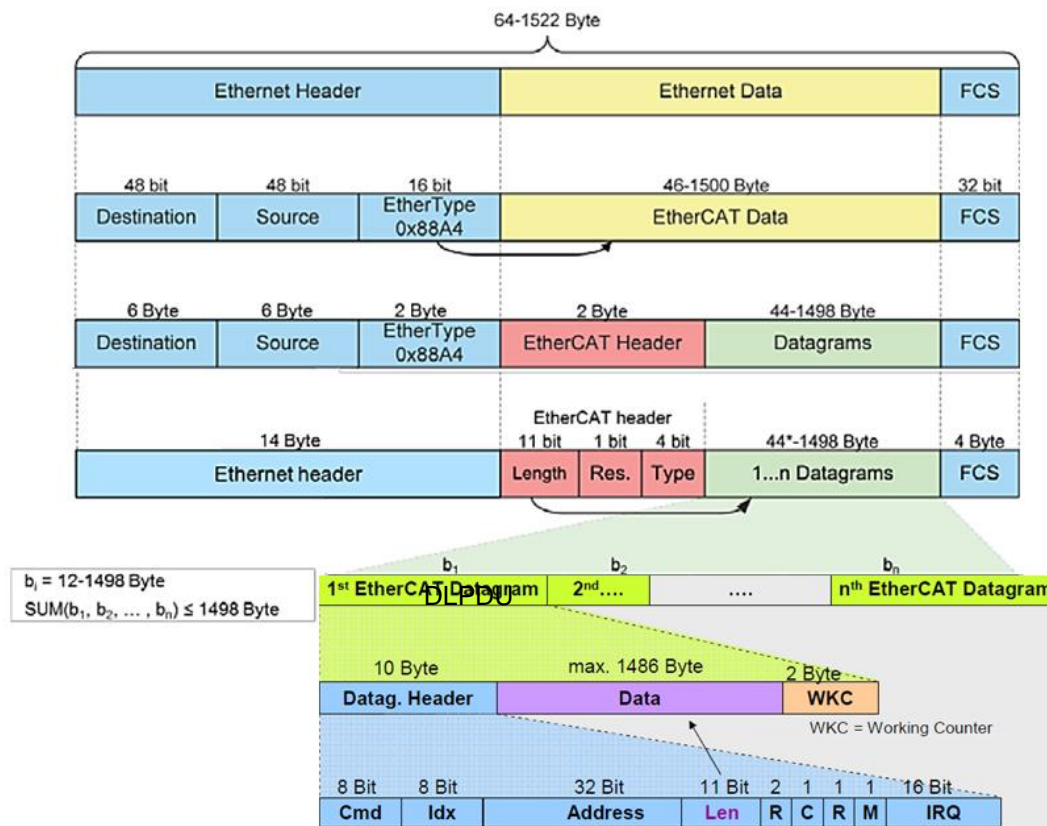 64-1522 Byte
Ethernet Header Ethernet Data FCS
48 bit 48 bit 16 bit 46-1500 Byte 32 bit
Destination Source EtherType
0x88A4 EtherCAT Data FCS
6 Byte 6 Byte 2 Byte 2 Byte 44-1498 Byte
Destination Source EtherType
0x88A4 EtherCAT Header Datagrams FCS
EtherCAT header
14 Byte 11 bit 1 bit 4 bit 44*-1498 Byte 4 Byte
Ethernet header Length Res. Type 1...n Datagrams FCS
bi = 12-1498 Byte
SUM(b1, b2, ... , bn) ≤ 1498 Byte
b1 b2 bn
1st EtherCAT Datagram 2nd.... .... nth EtherCAT Datagram
DLPDU
10 Byte max. 1486 Byte 2 Byte
Datag. Header Data WKC
WKC = Working Counter
8 Bit 8 Bit 32 Bit 11 Bit 2 1 1 1 16 Bit
Cmd Idx Address Len R C R M IRQ